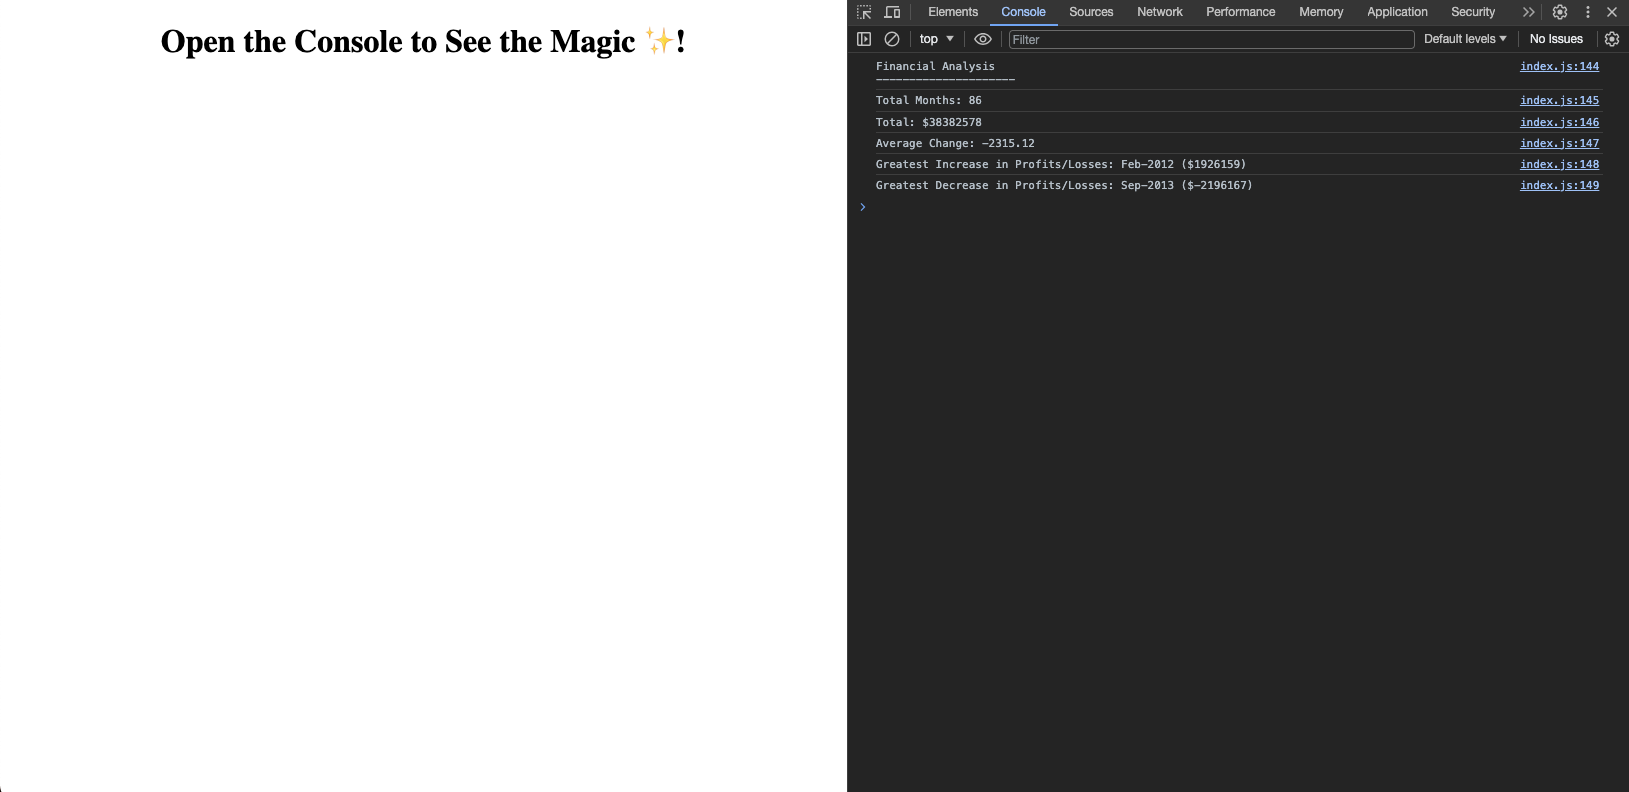 Open the Console to See the Magic ✨!
Elements Console Sources Network Performance Memory Application Security
top Filter Default levels No Issues
Financial Analysis index.js:144
---------------------
Total Months: 86 index.js:145
Total: $38382578 index.js:146
Average Change: -2315.12 index.js:147
Greatest Increase in Profits/Losses: Feb-2012 ($1926159) index.js:148
Greatest Decrease in Profits/Losses: Sep-2013 ($-2196167) index.js:149